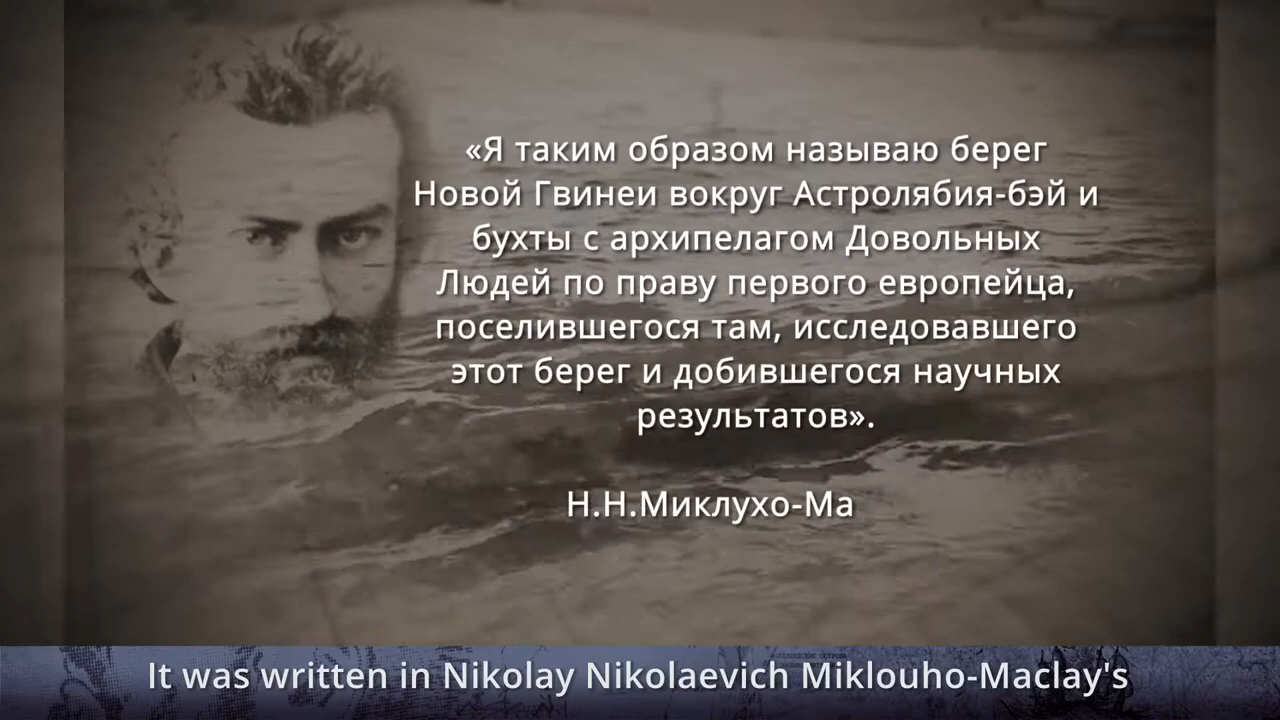 «Я таким образом называю берег
Новой Гвинеи вокруг Астролябия-бэй и
бухты с архипелагом Довольных
Людей по праву первого европейца,
поселившегося там, исследовавшего
этот берег и добившегося научных
результатов».
Н.Н.Миклухо-Ма
It was written in Nikolay Nikolaevich Miklouho-Maclay's